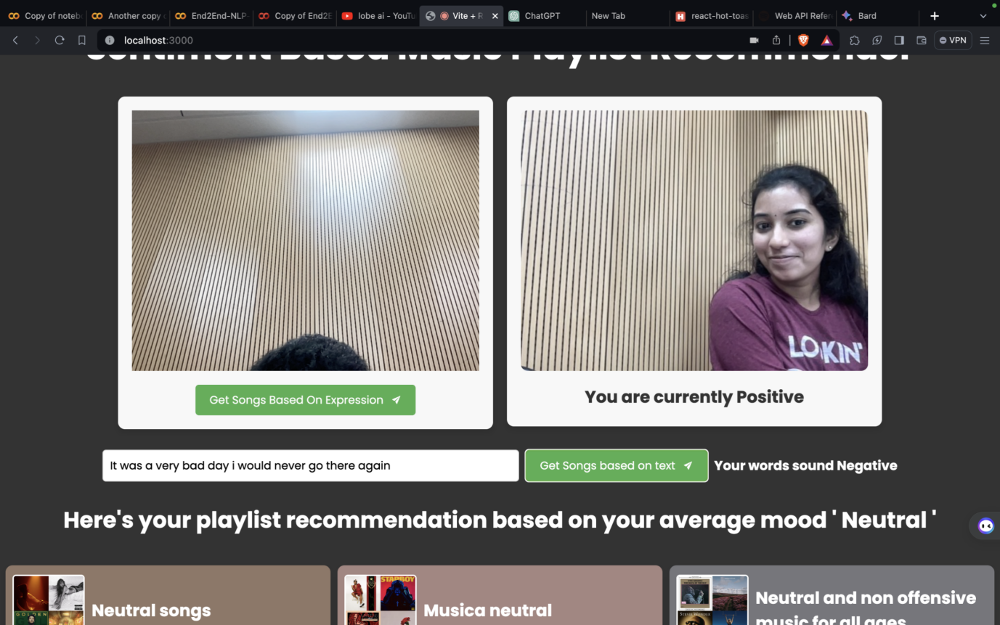 Copy of noteb
Another copy o
End2End-NLP-
Copy of End2E
lobe ai - YouTu
Vite + R
ChatGPT
New Tab
react-hot-toas
Web API Refere
Bard
localhost:3000
VPN
Sentiment Based Music Playlist Recommender
LOOKIN'
Get Songs Based On Expression
You are currently Positive
It was a very bad day i would never go there again
Get Songs based on text
Your words sound Negative
Here's your playlist recommendation based on your average mood ' Neutral '
STARBOY
GOLDEN
Neutral songs
Musica neutral
Neutral and non offensive
music for all ages